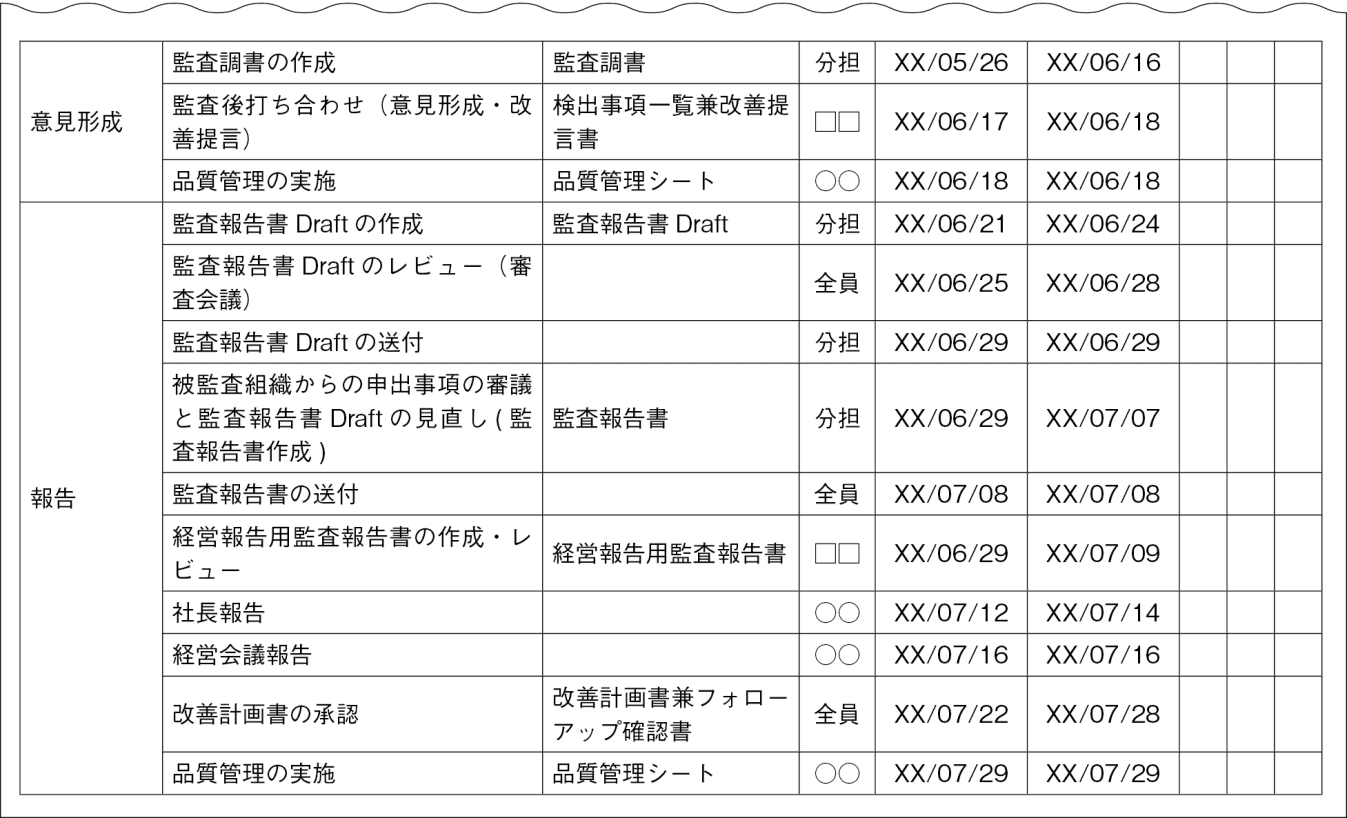 意見形成
監査調書の作成 監査調書 分担 XX/05/26 XX/06/16
監査後打ち合わせ（意見形成・改
善提言） 検出事項一覧兼改善提
言書 □□ XX/06/17 XX/06/18
品質管理の実施 品質管理シート ○○ XX/06/18 XX/06/18
報告
監査報告書 Draft の作成 監査報告書 Draft 分担 XX/06/21 XX/06/24
監査報告書 Draft のレビュー（審
査会議） 全員 XX/06/25 XX/06/28
監査報告書 Draft の送付 分担 XX/06/29 XX/06/29
被監査組織からの申出事項の審議
と監査報告書 Draft の見直し ( 監
査報告書作成 ) 監査報告書 分担 XX/06/29 XX/07/07
監査報告書の送付 全員 XX/07/08 XX/07/08
経営報告用監査報告書の作成・レ
ビュー 経営報告用監査報告書 □□ XX/06/29 XX/07/09
社長報告 ○○ XX/07/12 XX/07/14
経営会議報告 ○○ XX/07/16 XX/07/16
改善計画書の承認 改善計画書兼フォロー
アップ確認書 全員 XX/07/22 XX/07/28
品質管理の実施 品質管理シート ○○ XX/07/29 XX/07/29